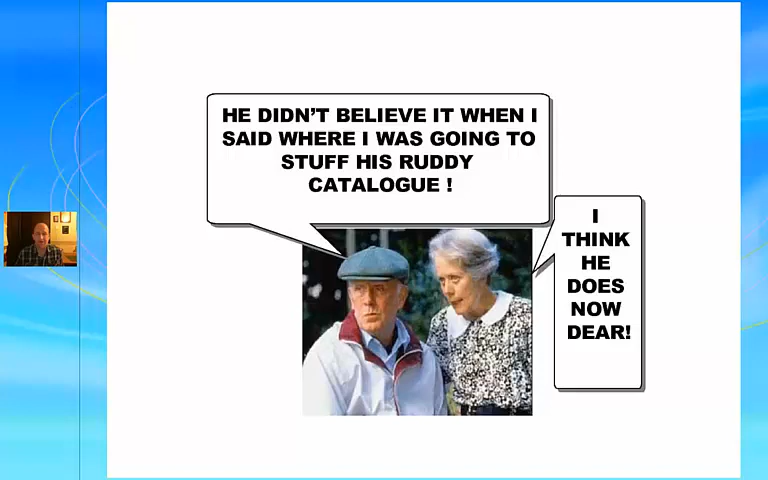 HE DIDN'T BELIEVE IT WHEN I
SAID WHERE I WAS GOING TO
STUFF HIS RUDDY
CATALOGUE !
I
THINK
HE
DOES
NOW
DEAR!